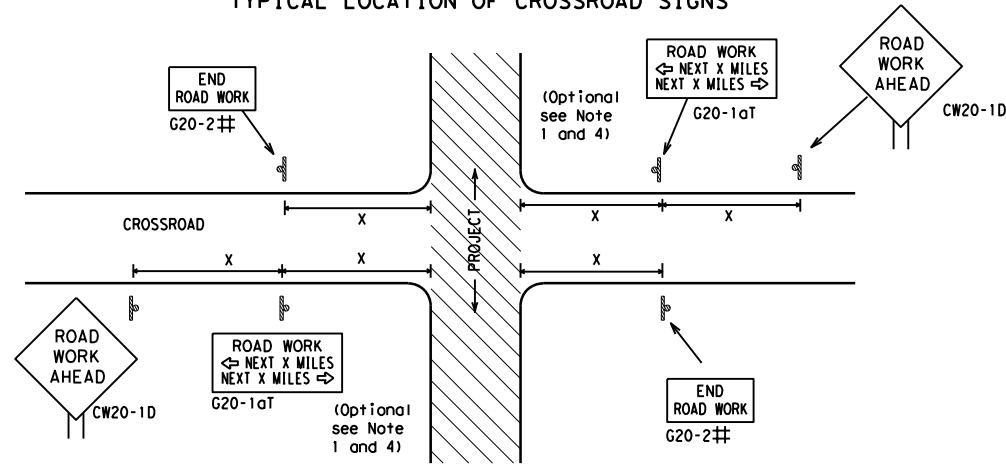 TYPICAL LOCATION OF CROSSROAD SIGNS
END
ROAD WORK
G20-2#
ROAD WORK
⇦ NEXT X MILES
NEXT X MILES ⇨
G20-1aT
(Optional
see Note
1 and 4)
ROAD
WORK
AHEAD
CW20-1D
CROSSROAD
X
X
X
X
X
X
PROJECT
ROAD
WORK
AHEAD
CW20-1D
ROAD WORK
⇦ NEXT X MILES
NEXT X MILES ⇨
G20-1aT
(Optional
see Note
1 and 4)
END
ROAD WORK
G20-2#